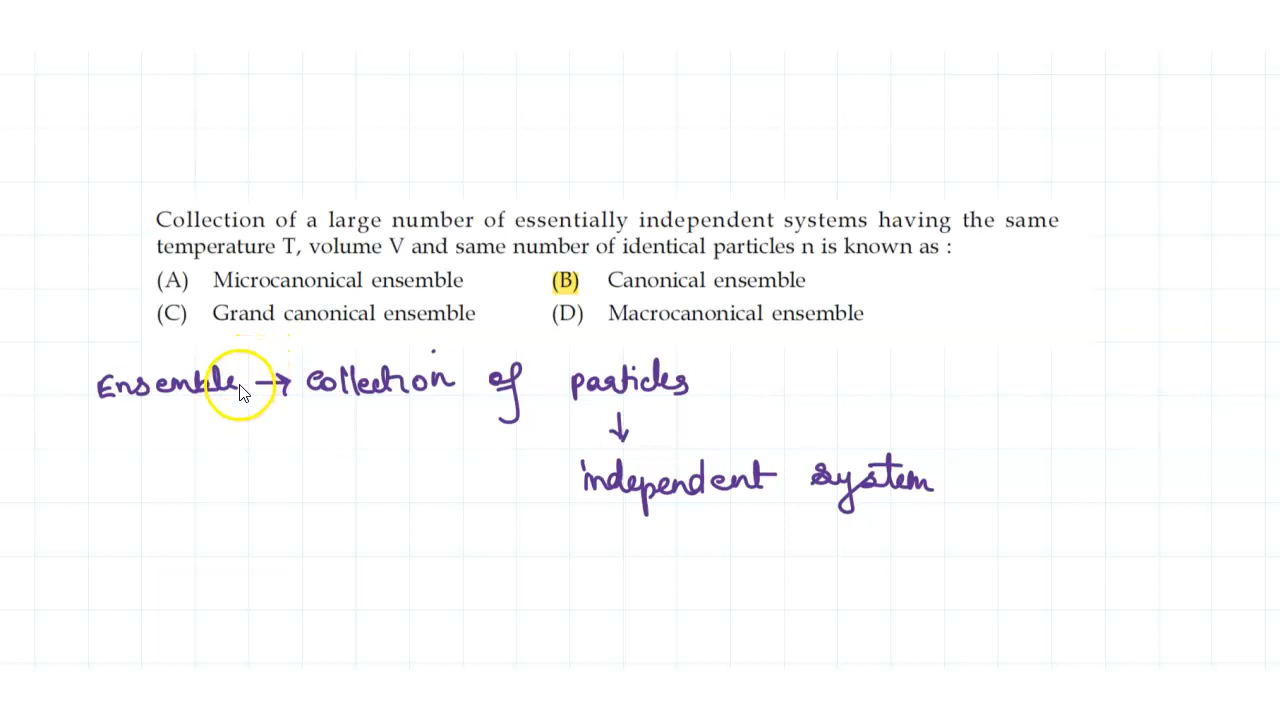 Collection of a large number of essentially independent systems having the same
temperature T, volume V and same number of identical particles n is known as :
(A) Microcanonical ensemble (B) Canonical ensemble
(C) Grand canonical ensemble (D) Macrocanonical ensemble
Ensemble → Collection of particles
↓
independent system